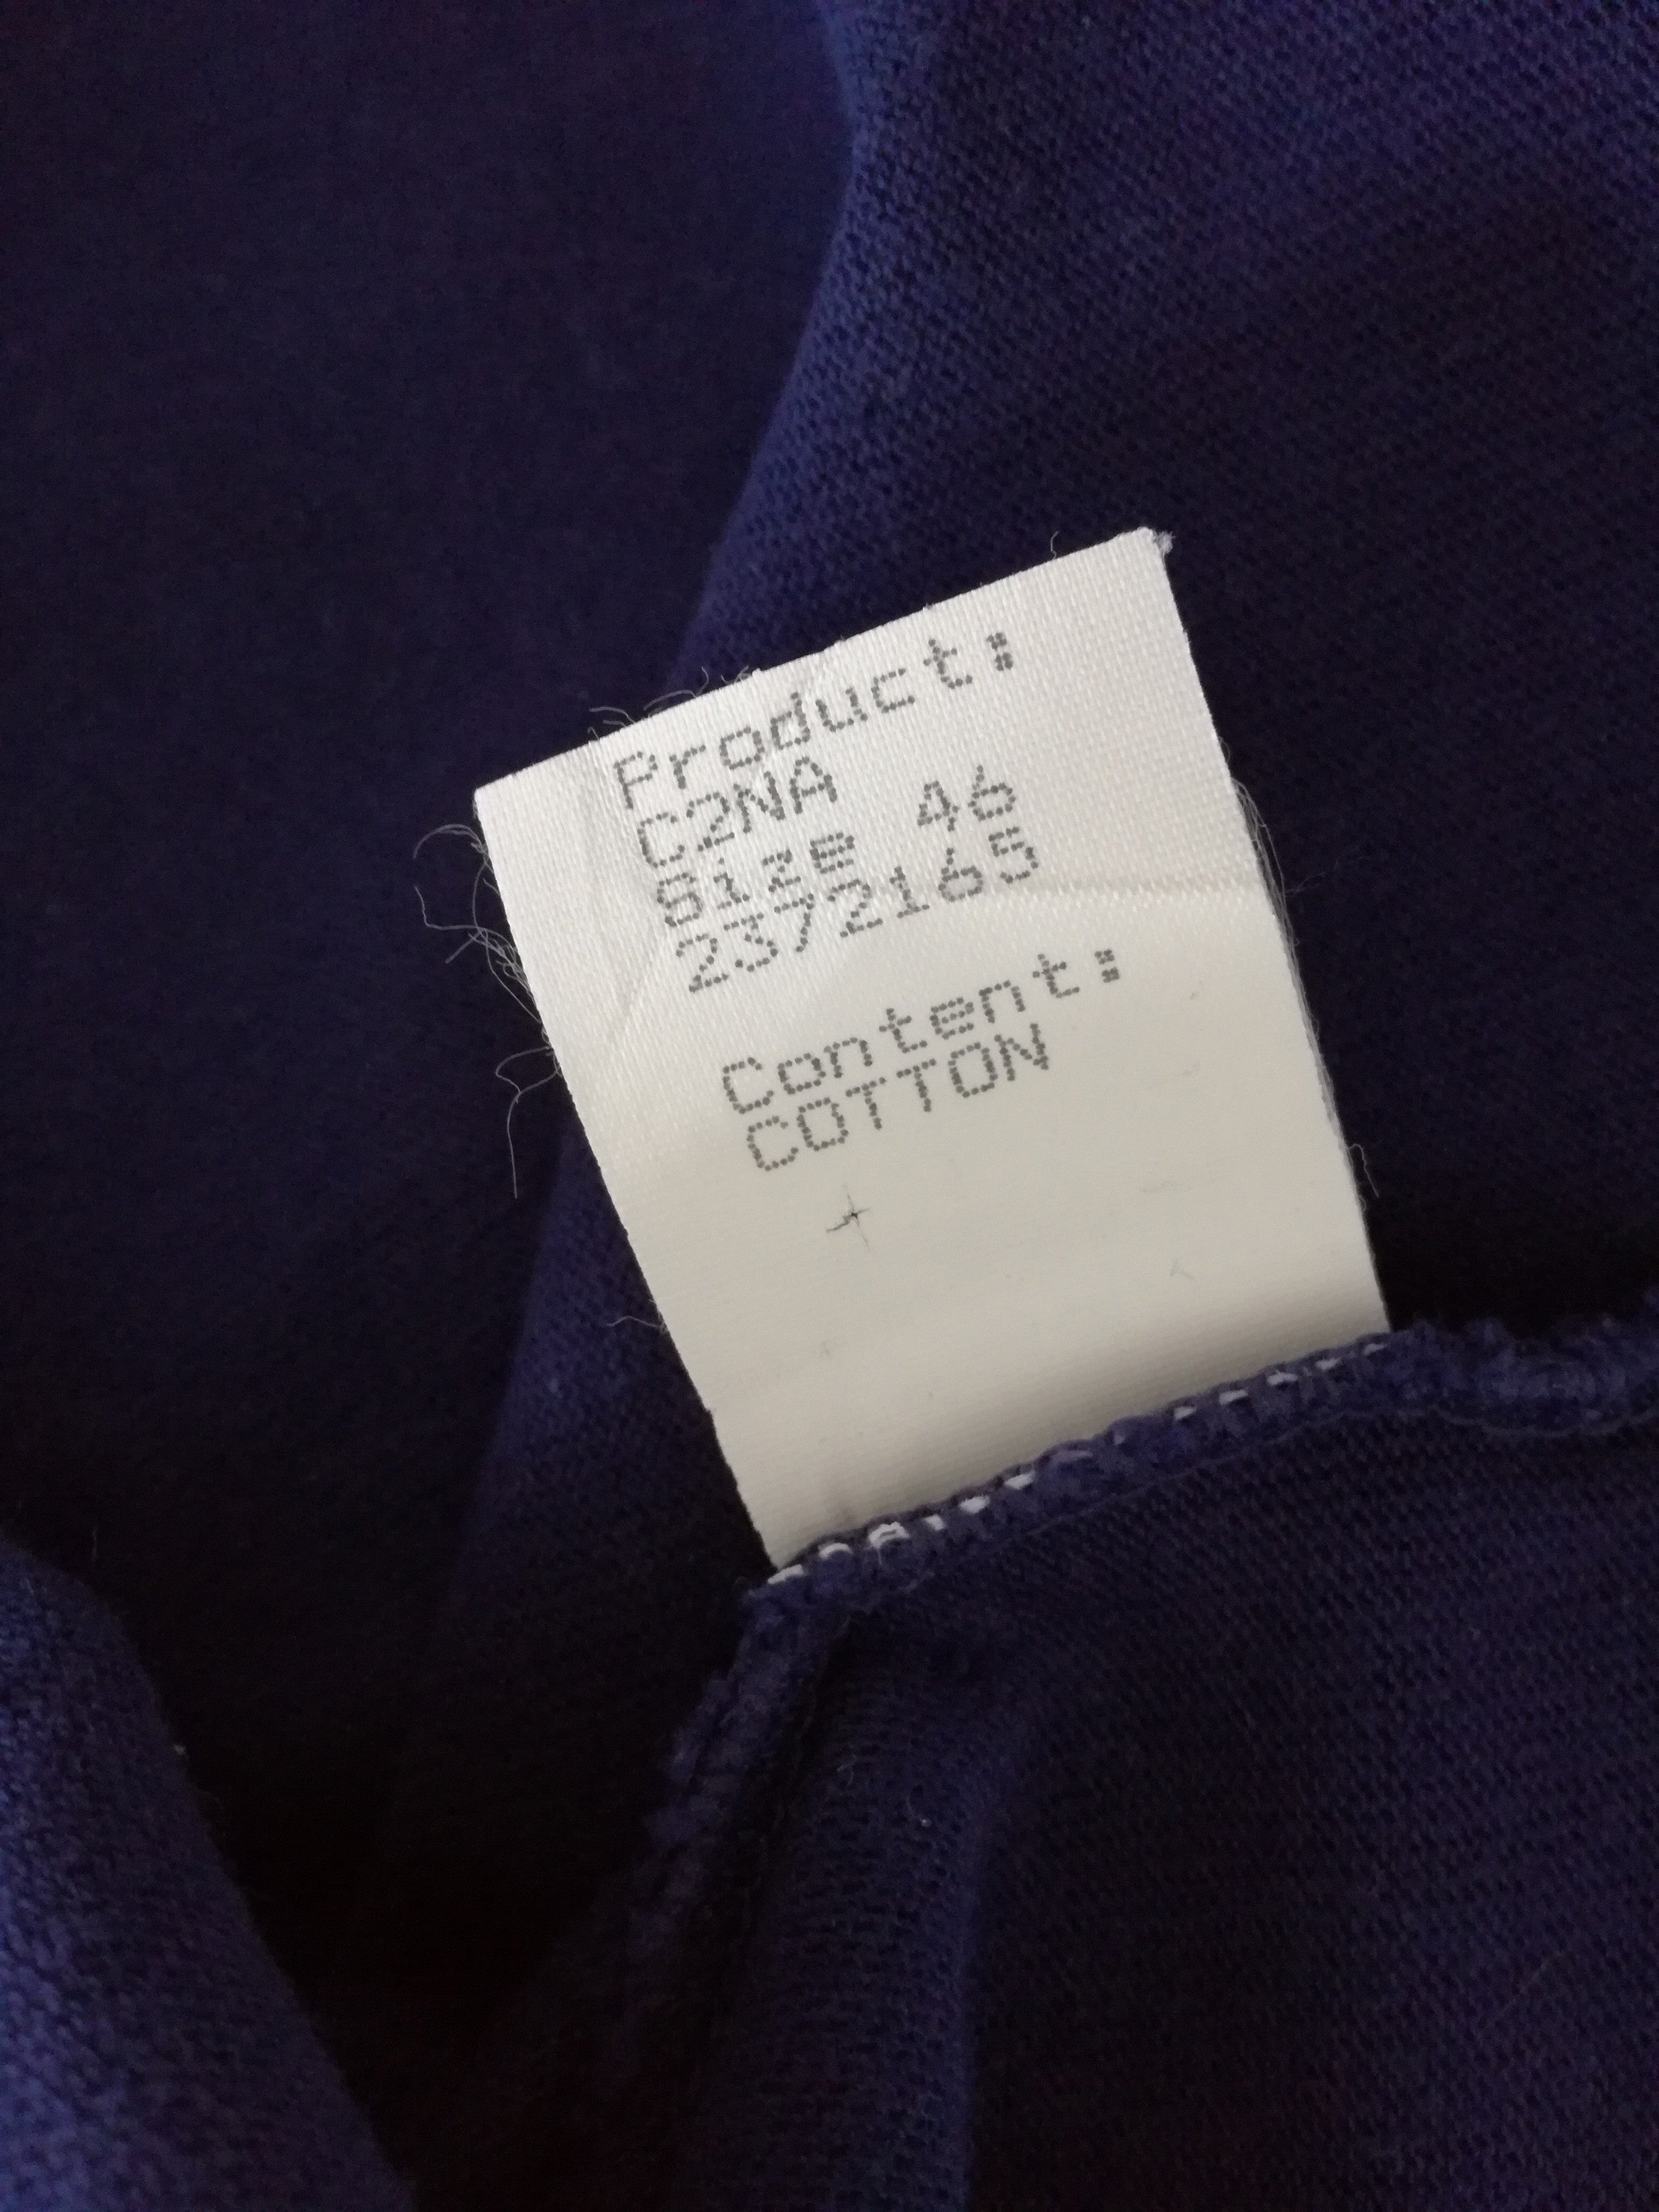 Product:
C2NA
Size 46
2372165
Content:
COTTON